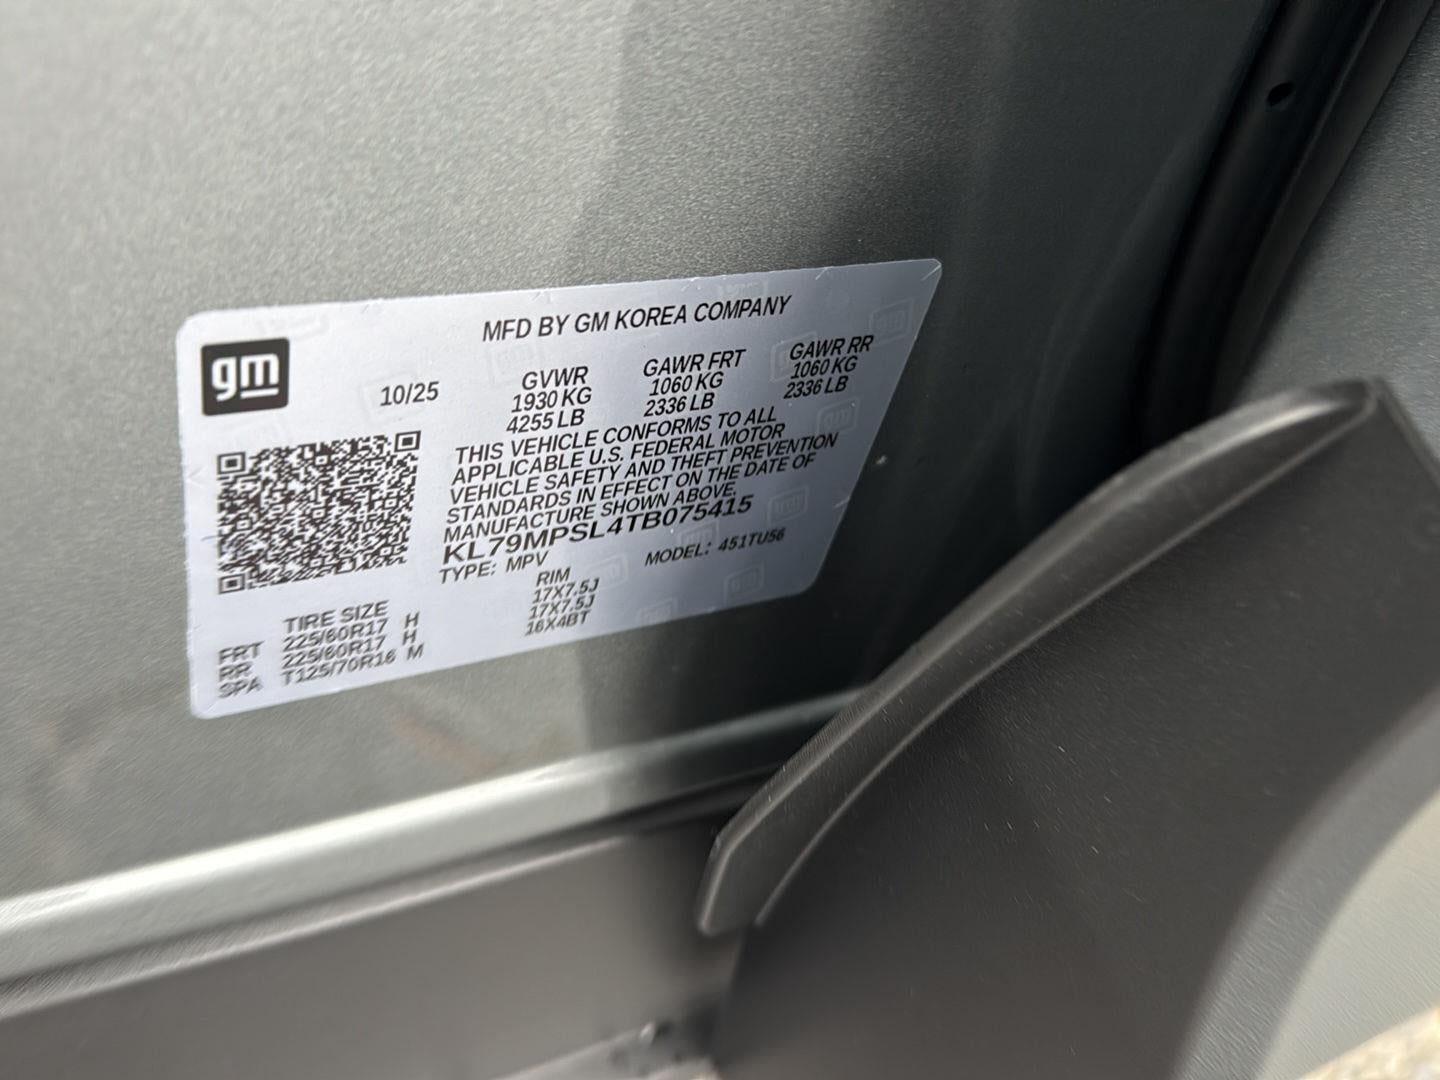 MFD BY GM KOREA COMPANY
gm
10/25
GVWR GAWR FRT GAWR RR
1930 KG 1060 KG 1060 KG
4255 LB 2336 LB 2336 LB
THIS VEHICLE CONFORMS TO ALL
APPLICABLE U.S. FEDERAL MOTOR
VEHICLE SAFETY AND THEFT PREVENTION
STANDARDS IN EFFECT ON THE DATE OF
MANUFACTURE SHOWN ABOVE.
KL79MPSL4TB075415
TYPE: MPV MODEL: 451TU56
TIRE SIZE RIM
FRT 225/60R17 H 17X7.5J
RR 225/60R17 H 17X7.5J
SPA T125/70R16 M 16X4BT